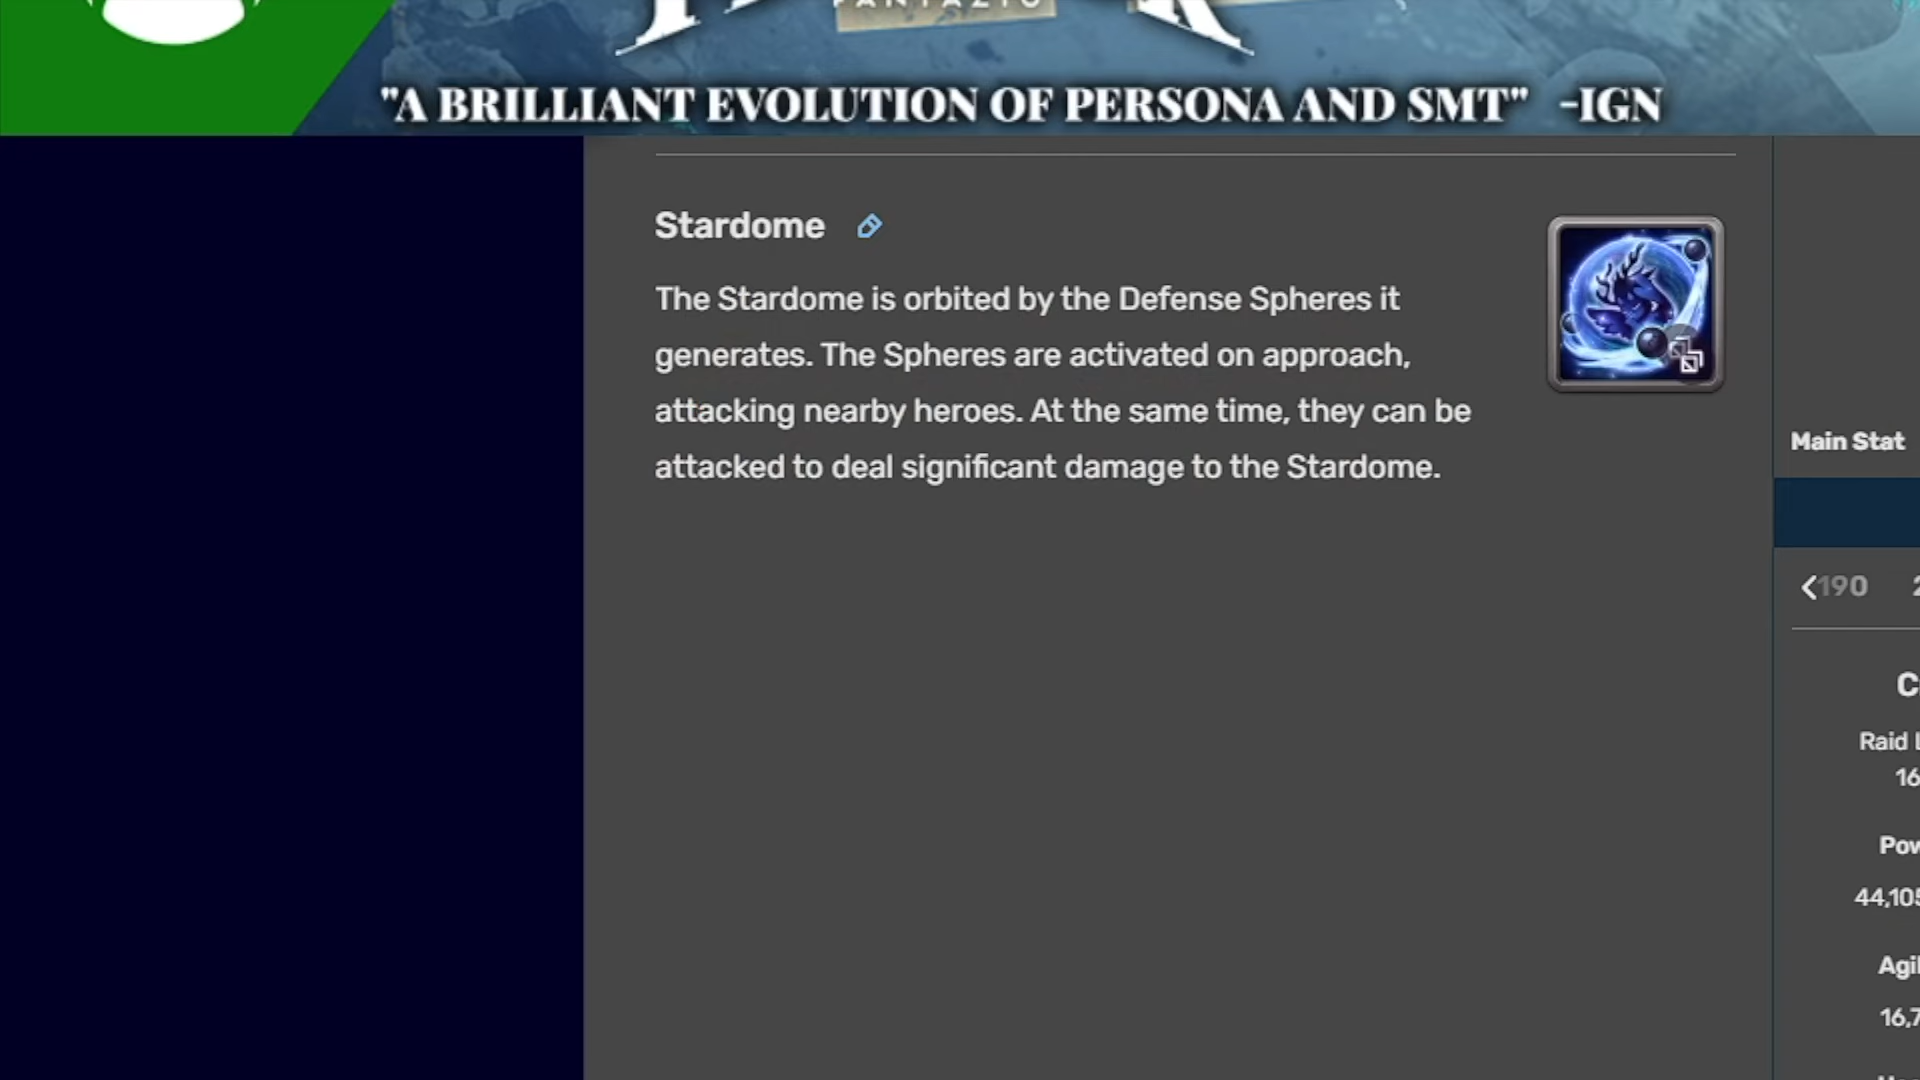 "A BRILLIANT EVOLUTION OF PERSONA AND SMT" -IGN
Stardome
The Stardome is orbited by the Defense Spheres it
generates. The Spheres are activated on approach,
attacking nearby heroes. At the same time, they can be
attacked to deal significant damage to the Stardome.
Main Stat
190
Raid